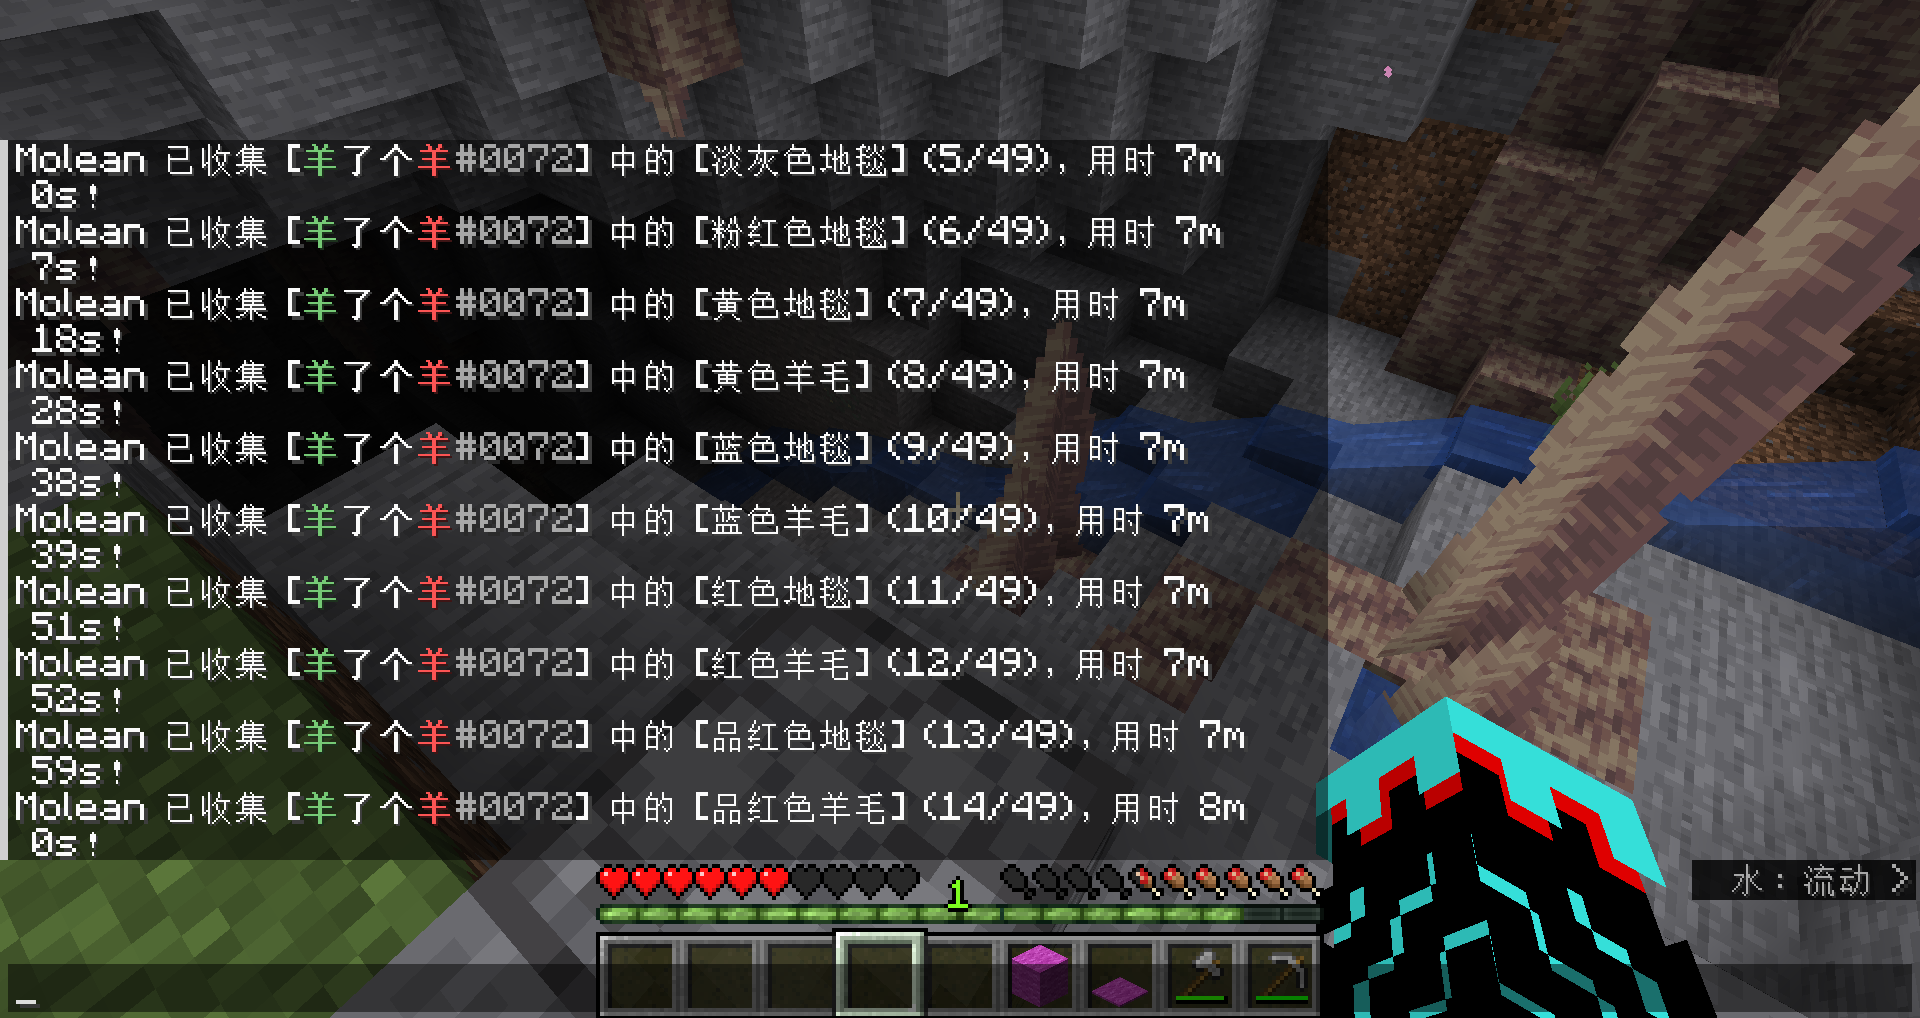 Molean 已收集 [羊了个羊#0072] 中的 [淡灰色地毯] (5/49), 用时 7m
0s!
Molean 已收集 [羊了个羊#0072] 中的 [粉红色地毯] (6/49), 用时 7m
7s!
Molean 已收集 [羊了个羊#0072] 中的 [黄色地毯] (7/49), 用时 7m
18s!
Molean 已收集 [羊了个羊#0072] 中的 [黄色羊毛] (8/49), 用时 7m
28s!
Molean 已收集 [羊了个羊#0072] 中的 [蓝色地毯] (9/49), 用时 7m
38s!
Molean 已收集 [羊了个羊#0072] 中的 [蓝色羊毛] (10/49), 用时 7m
39s!
Molean 已收集 [羊了个羊#0072] 中的 [红色地毯] (11/49), 用时 7m
51s!
Molean 已收集 [羊了个羊#0072] 中的 [红色羊毛] (12/49), 用时 7m
52s!
Molean 已收集 [羊了个羊#0072] 中的 [品红色地毯] (13/49), 用时 7m
59s!
Molean 已收集 [羊了个羊#0072] 中的 [品红色羊毛] (14/49), 用时 8m
0s!
水：流动 >
1
_